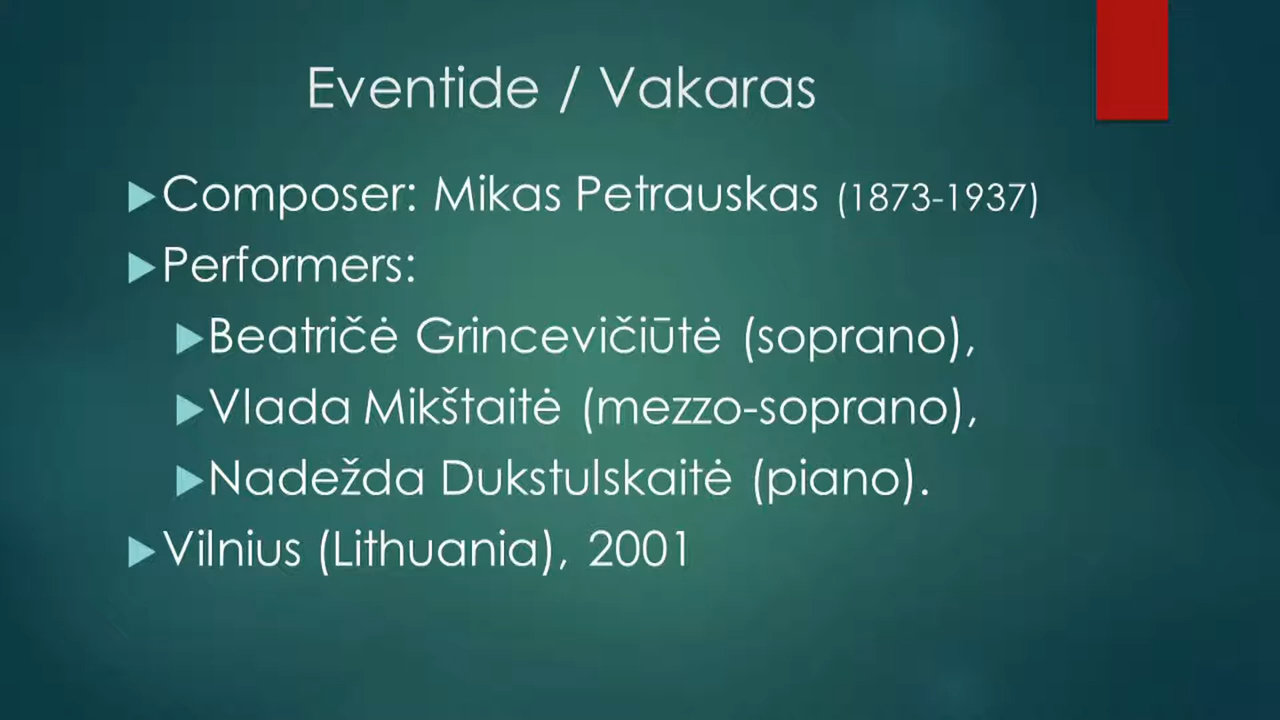 Eventide / Vakaras
Composer: Mikas Petrauskas (1873-1937)
Performers:
Beatričė Grincevičiūtė (soprano),
Vlada Mikštaitė (mezzo-soprano),
Nadežda Dukstulskaitė (piano).
Vilnius (Lithuania), 2001